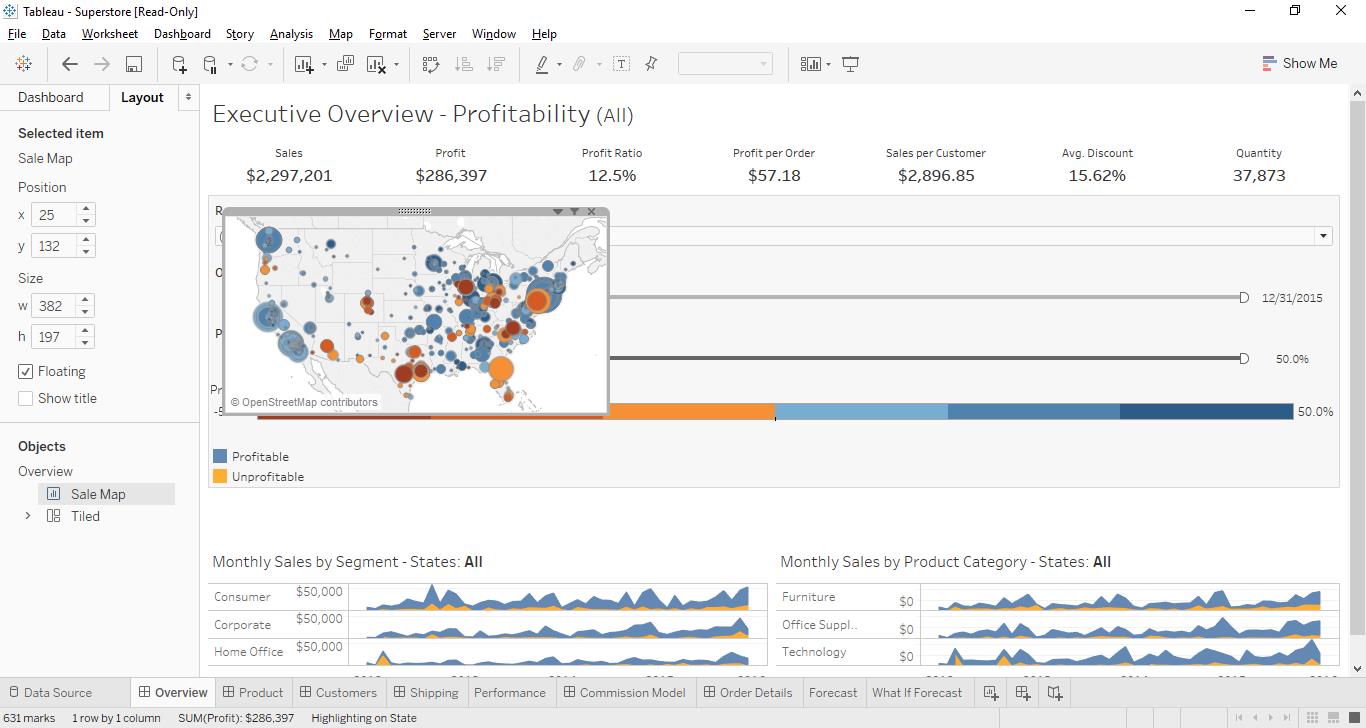 Tableau - Superstore [Read-Only]
File Data Worksheet Dashboard Story Analysis Map Format Server Window Help
Show Me
Dashboard Layout
Selected item
Sale Map
Position
x 25
y 132
Size
w 382
h 197
Floating
Show title
Objects
Overview
Sale Map
Tiled
Executive Overview - Profitability (All)
Sales Profit Profit Ratio Profit per Order Sales per Customer Avg. Discount Quantity
$2,297,201 $286,397 12.5% $57.18 $2,896.85 15.62% 37,873
12/31/2015
50.0%
© OpenStreetMap contributors
50.0%
Profitable
Unprofitable
Monthly Sales by Segment - States: All
Consumer $50,000
Corporate $50,000
Home Office $50,000
Monthly Sales by Product Category - States: All
Furniture $0
Office Suppl.. $0
Technology $0
Data Source Overview Product Customers Shipping Performance Commission Model Order Details Forecast What If Forecast
631 marks 1 row by 1 column SUM(Profit): $286,397 Highlighting on State